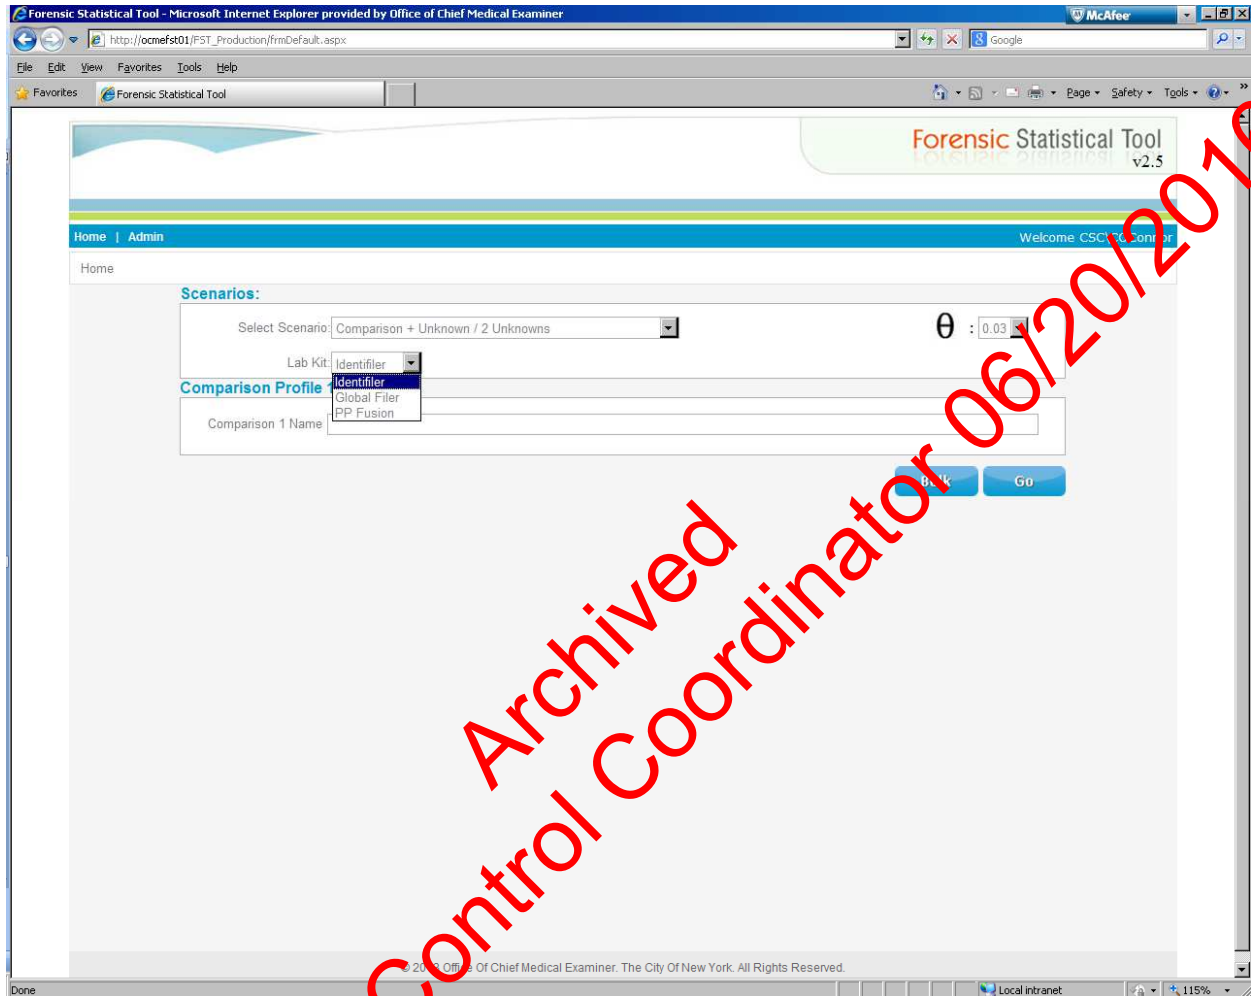 Forensic Statistical Tool - Microsoft Internet Explorer provided by Office of Chief Medical Examiner
McAfee
http://ocmefst01/FST_Production/frmDefault.aspx
Google
File Edit View Favorites Tools Help
Favorites Forensic Statistical Tool
Page Safety Tools
Forensic Statistical Tool
v2.5
Home | Admin
Welcome
Home
Scenarios:
Select Scenario: Comparison + Unknown / 2 Unknowns
θ : 0.03
Lab Kit: Identifiler
Identifiler
Global Filer
PP Fusion
Comparison Profile 1
Comparison 1 Name
Bulk Go
Archived
Control Coordinator 06/20/201
Office Of Chief Medical Examiner. The City Of New York. All Rights Reserved.
Done
Local intranet
115%